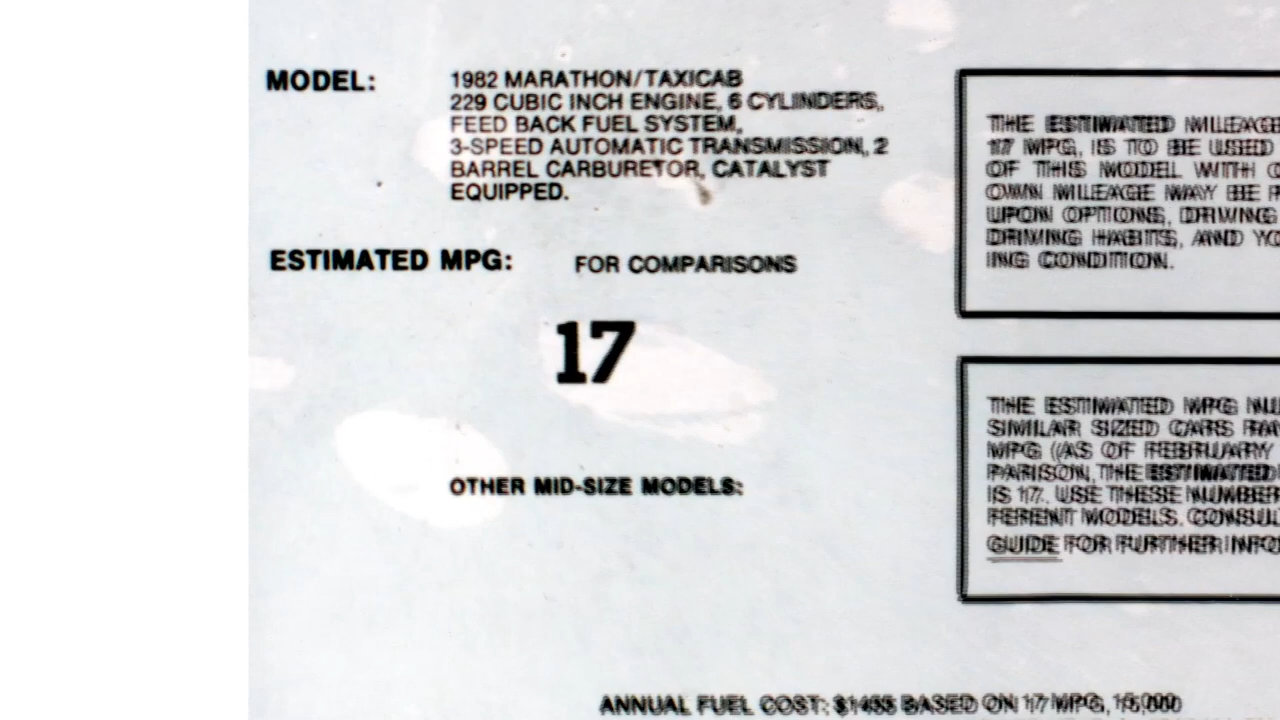 MODEL:
1982 MARATHON/TAXICAB
229 CUBIC INCH ENGINE, 6 CYLINDERS,
FEED BACK FUEL SYSTEM,
3-SPEED AUTOMATIC TRANSMISSION, 2
BARREL CARBURETOR, CATALYST
EQUIPPED.
ESTIMATED MPG:
FOR COMPARISONS
17
OTHER MID-SIZE MODELS:
THE ESTIMATED MILEAGE
17 MPG, IS TO BE USED
OF THIS MODEL WITH
OWN MILEAGE MAY BE
UPON OPTIONS, DRIVING
DRIVING HABITS, AND
ING CONDITION.
THE ESTIMATED MPG
SIMILAR SIZED CARS
MPG (AS OF FEBRUARY
PARISON, THE ESTIMATED
IS 17. USE THESE
FERENT MODELS.
GUIDE FOR FURTHER
ANNUAL FUEL COST: BASED ON 17 MPG, 15,000